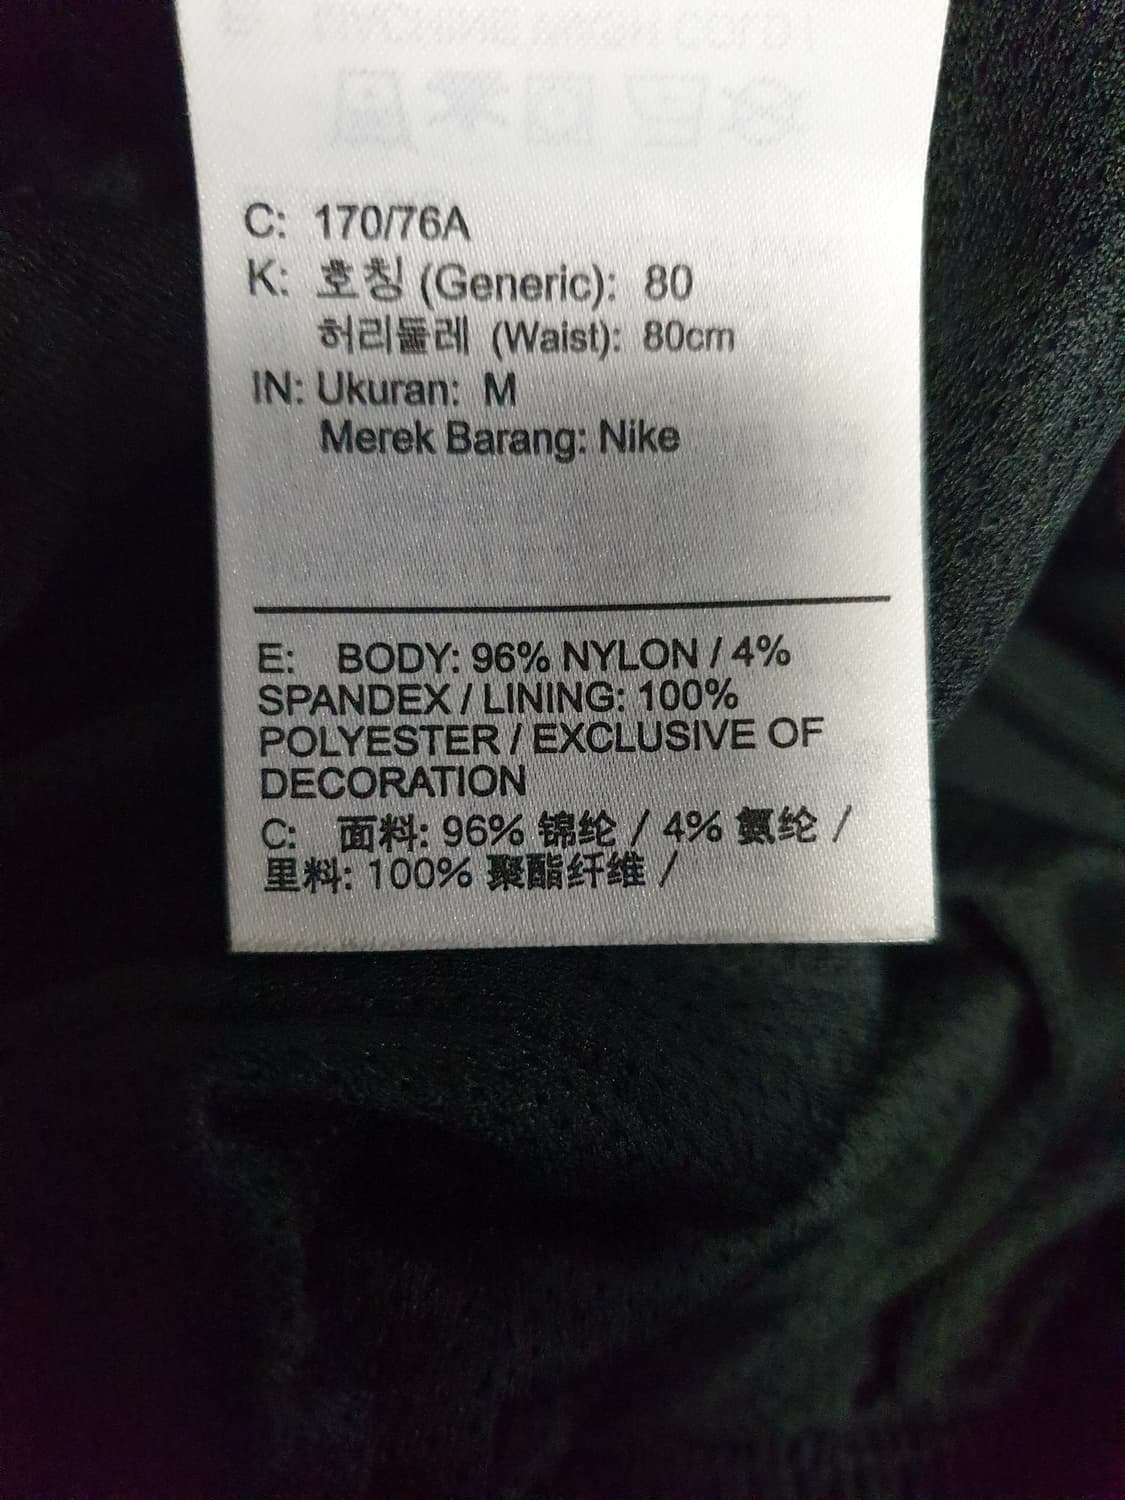 C: 170/76A
K: 호칭 (Generic): 80
허리둘레 (Waist): 80cm
IN: Ukuran: M
Merek Barang: Nike
E: BODY: 96% NYLON / 4%
SPANDEX / LINING: 100%
POLYESTER / EXCLUSIVE OF
DECORATION
C: 面料: 96% 锦纶 / 4% 氨纶 /
里料: 100% 聚酯纤维 /